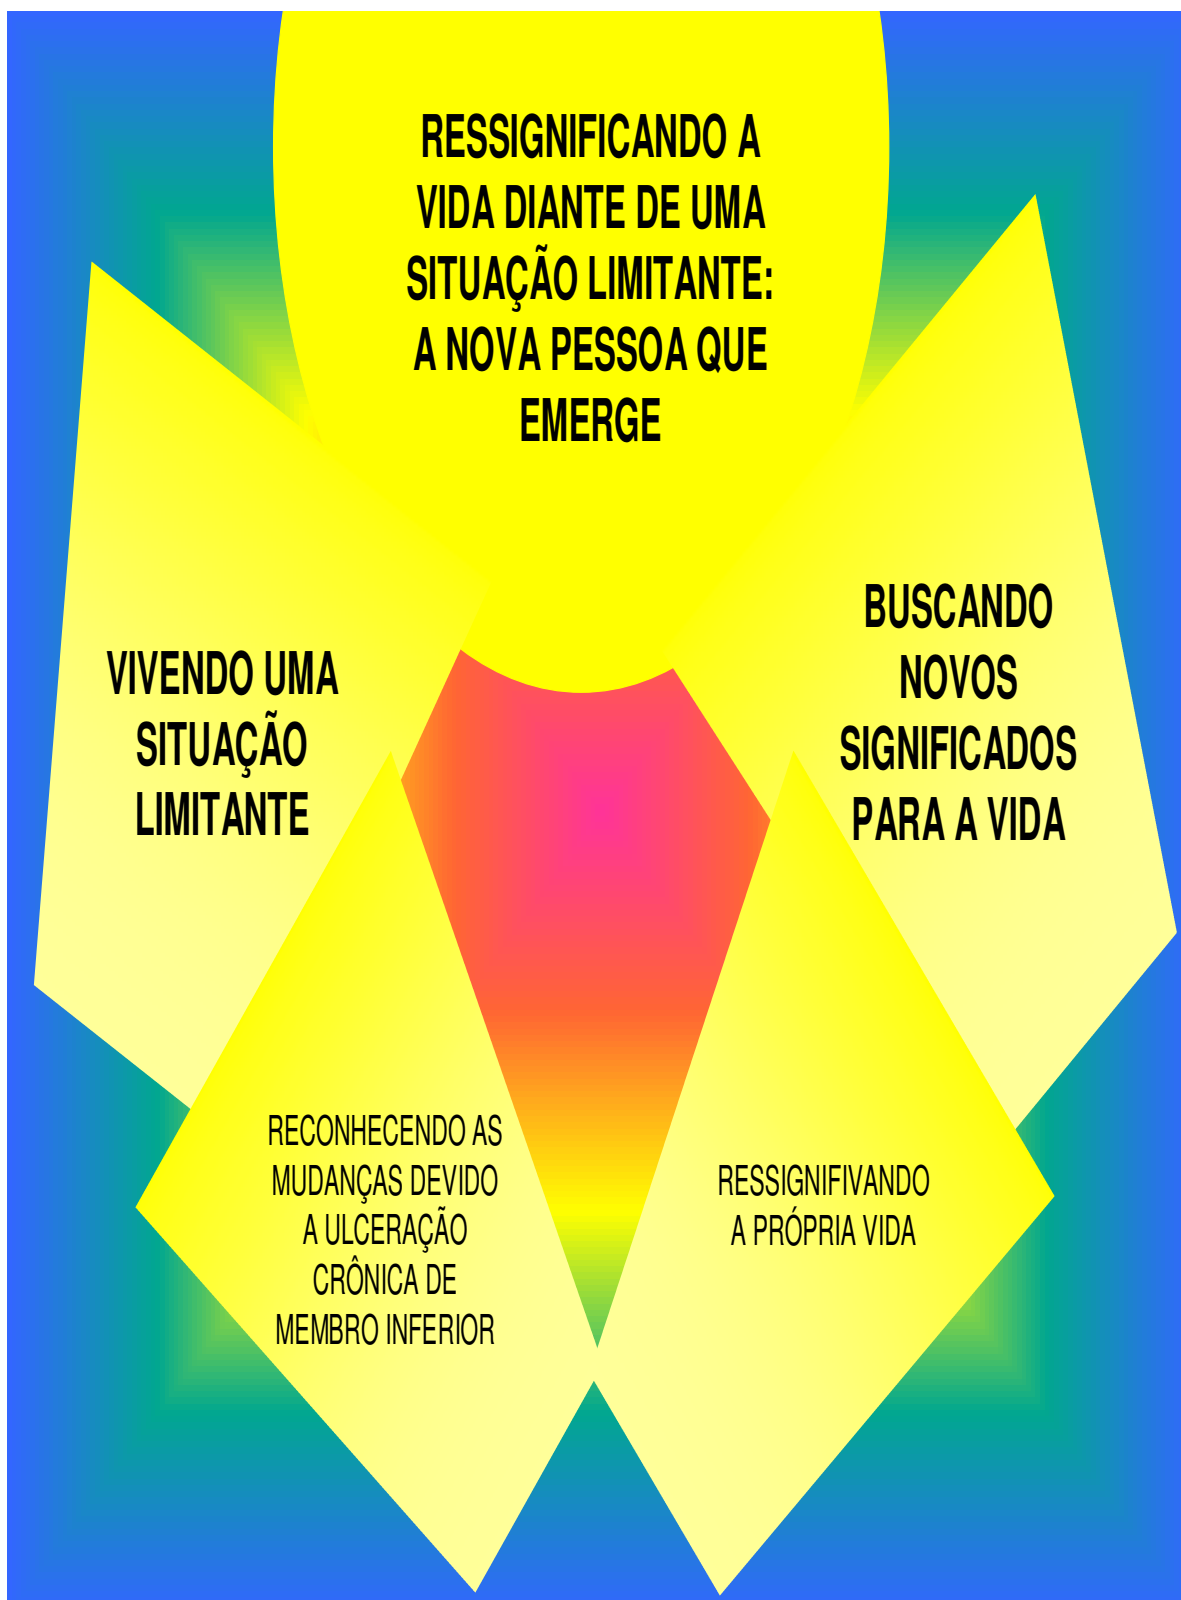 RESSIGNIFICANDO A
VIDA DIANTE DE UMA
SITUAÇÃO LIMITANTE:
A NOVA PESSOA QUE
EMERGE
VIVENDO UMA
SITUAÇÃO
LIMITANTE
BUSCANDO
NOVOS
SIGNIFICADOS
PARA A VIDA
RECONHECENDO AS
MUDANÇAS DEVIDO
A ULCERAÇÃO
CRÔNICA DE
MEMBRO INFERIOR
RESSIGNIFIVANDO
A PRÓPRIA VIDA